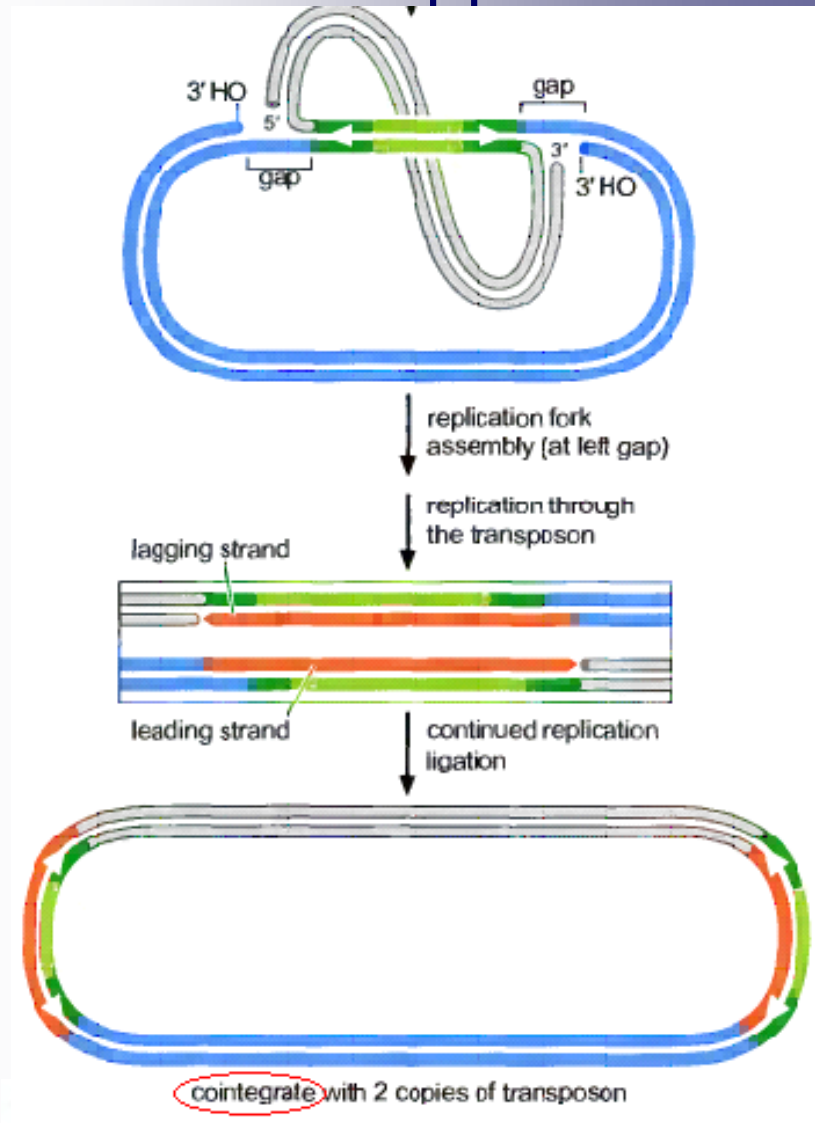 3' HO
5'
gap
gap
3'
3' HO
replication fork
assembly (at left gap)
replication through
the transposon
lagging strand
leading strand
continued replication
ligation
cointegrate with 2 copies of transposon